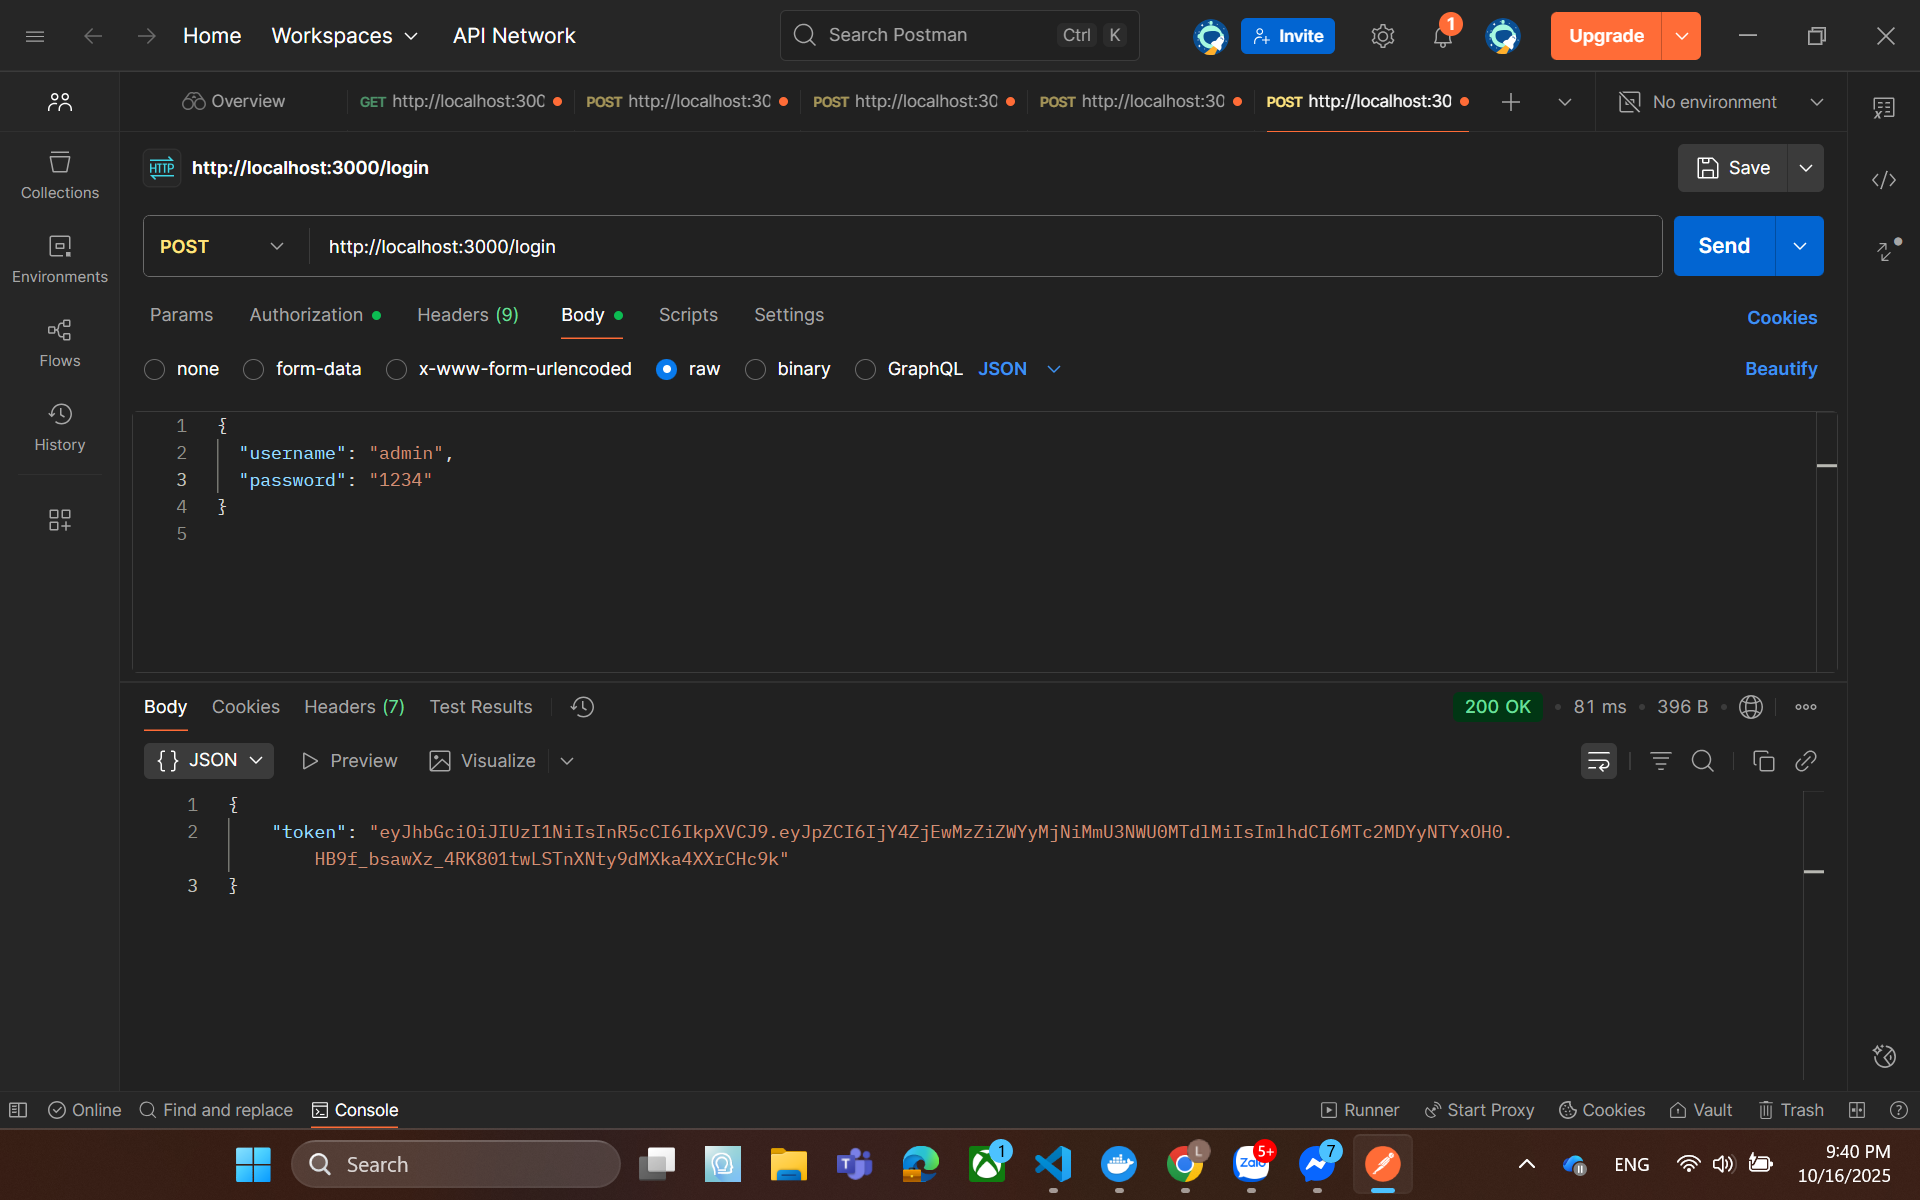 Home Workspaces API Network Search Postman Ctrl K Invite 1 Upgrade
Overview GET http://localhost:300 POST http://localhost:30 POST http://localhost:30 POST http://localhost:30 POST http://localhost:30 No environment
HTTP http://localhost:3000/login Save
Collections
POST http://localhost:3000/login Send
Environments
Params Authorization Headers (9) Body Scripts Settings Cookies
Flows
none form-data x-www-form-urlencoded raw binary GraphQL JSON Beautify
History
1 {
2 "username": "admin",
3 "password": "1234"
4 }
5
Body Cookies Headers (7) Test Results 200 OK • 81 ms • 396 B
{} JSON Preview Visualize
1 {
2 "token": "eyJhbGciOiJIUzI1NiIsInR5cCI6IkpXVCJ9.eyJpZCI6IjY4ZjEwMzZiZWYyMjNiMmU3NWU0MTdlMiIsImlhdCI6MTc2MDYyNTYxOH0.
HB9f_bsawXz_4RK801twLSTnXNty9dMXka4XXrCHc9k"
3 }
Online Find and replace Console Runner Start Proxy Cookies Vault Trash
Search 1 L Zalo 5+ 7 ENG 9:40 PM
10/16/2025